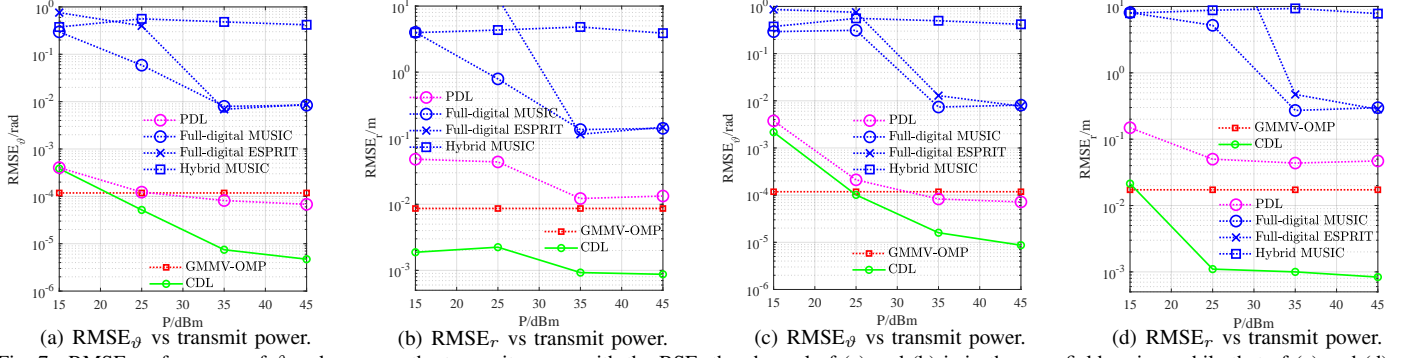 10^0
10^-1
10^-2
10^-3
10^-4
10^-5
10^-6
RMSE_ϑ/rad
PDL
Full-digital MUSIC
Full-digital ESPRIT
Hybrid MUSIC
GMMV-OMP
CDL
15 20 25 30 35 40 45
P/dBm
(a) RMSE_ϑ vs transmit power.
10^1
10^0
10^-1
10^-2
10^-3
RMSE_r/m
PDL
Full-digital MUSIC
Full-digital ESPRIT
Hybrid MUSIC
GMMV-OMP
CDL
15 20 25 30 35 40 45
P/dBm
(b) RMSE_r vs transmit power.
10^0
10^-1
10^-2
10^-3
10^-4
10^-5
10^-6
RMSE_ϑ/rad
PDL
Full-digital MUSIC
Full-digital ESPRIT
Hybrid MUSIC
GMMV-OMP
CDL
15 20 25 30 35 40 45
P/dBm
(c) RMSE_ϑ vs transmit power.
10^1
10^0
10^-1
10^-2
10^-3
RMSE_r/m
GMMV-OMP
CDL
PDL
Full-digital MUSIC
Full-digital ESPRIT
Hybrid MUSIC
15 20 25 30 35 40 45
P/dBm
(d) RMSE_r vs transmit power.